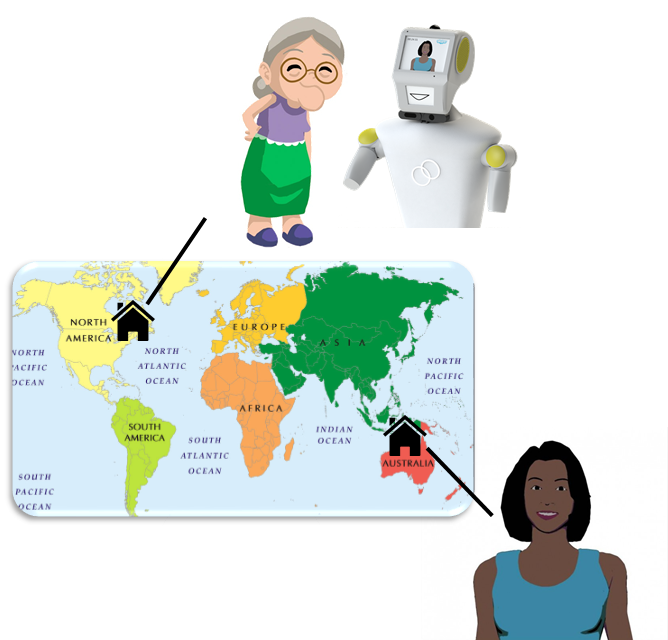 NORTH
AMERICA
EUROPE
ASIA
NORTH
PACIFIC
OCEAN
NORTH
ATLANTIC
OCEAN
NORTH
PACIFIC
OCEAN
AFRICA
SOUTH
AMERICA
INDIAN
OCEAN
SOUTH
ATLANTIC
OCEAN
AUSTRALIA
SOUTH
PACIFIC
OCEAN